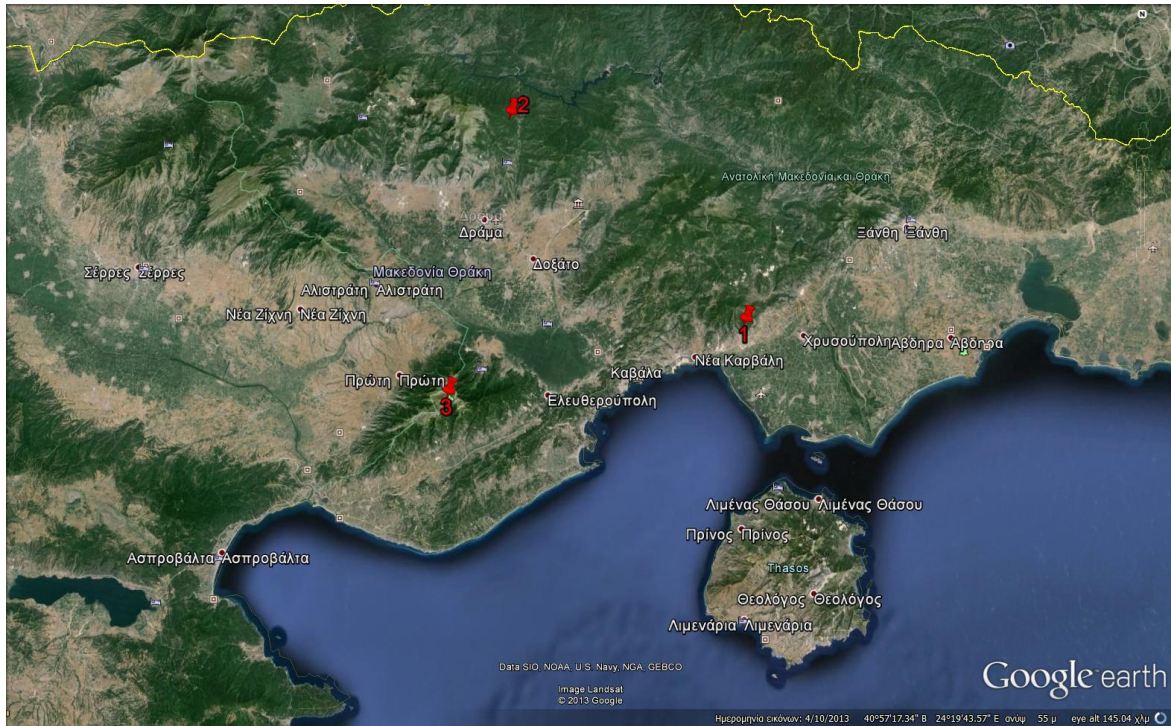 N
2
Ανατολική Μακεδονία και Θράκη
Δράμα
Δράμα
Ξάνθη Ξάνθη
Δοξάτο
Σέρρες Σέρρες
Μακεδονία Θράκη
Αλιστράτη Αλιστράτη
Νέα Ζίχνη Νέα Ζίχνη
1
Χρυσούπολη
Άβδηρα Άβδηρα
Νέα Καρβάλη
Καβάλα
Πρώτη Πρώτη
3
Ελευθερούπολη
Λιμένας Θάσου Λιμένας Θάσου
Πρίνος Πρίνος
Ασπροβάλτα Ασπροβάλτα
Thasos
Θεολόγος Θεολόγος
Λιμενάρια Λιμενάρια
Data SIO, NOAA, U.S. Navy, NGA, GEBCO
Image Landsat
© 2013 Google
Google earth
Ημερομηνία εικόνων: 4/10/2013 40°57'17.34" Β 24°19'43.57" Ε ανύψ 55 μ eye alt 145.04 χλμ